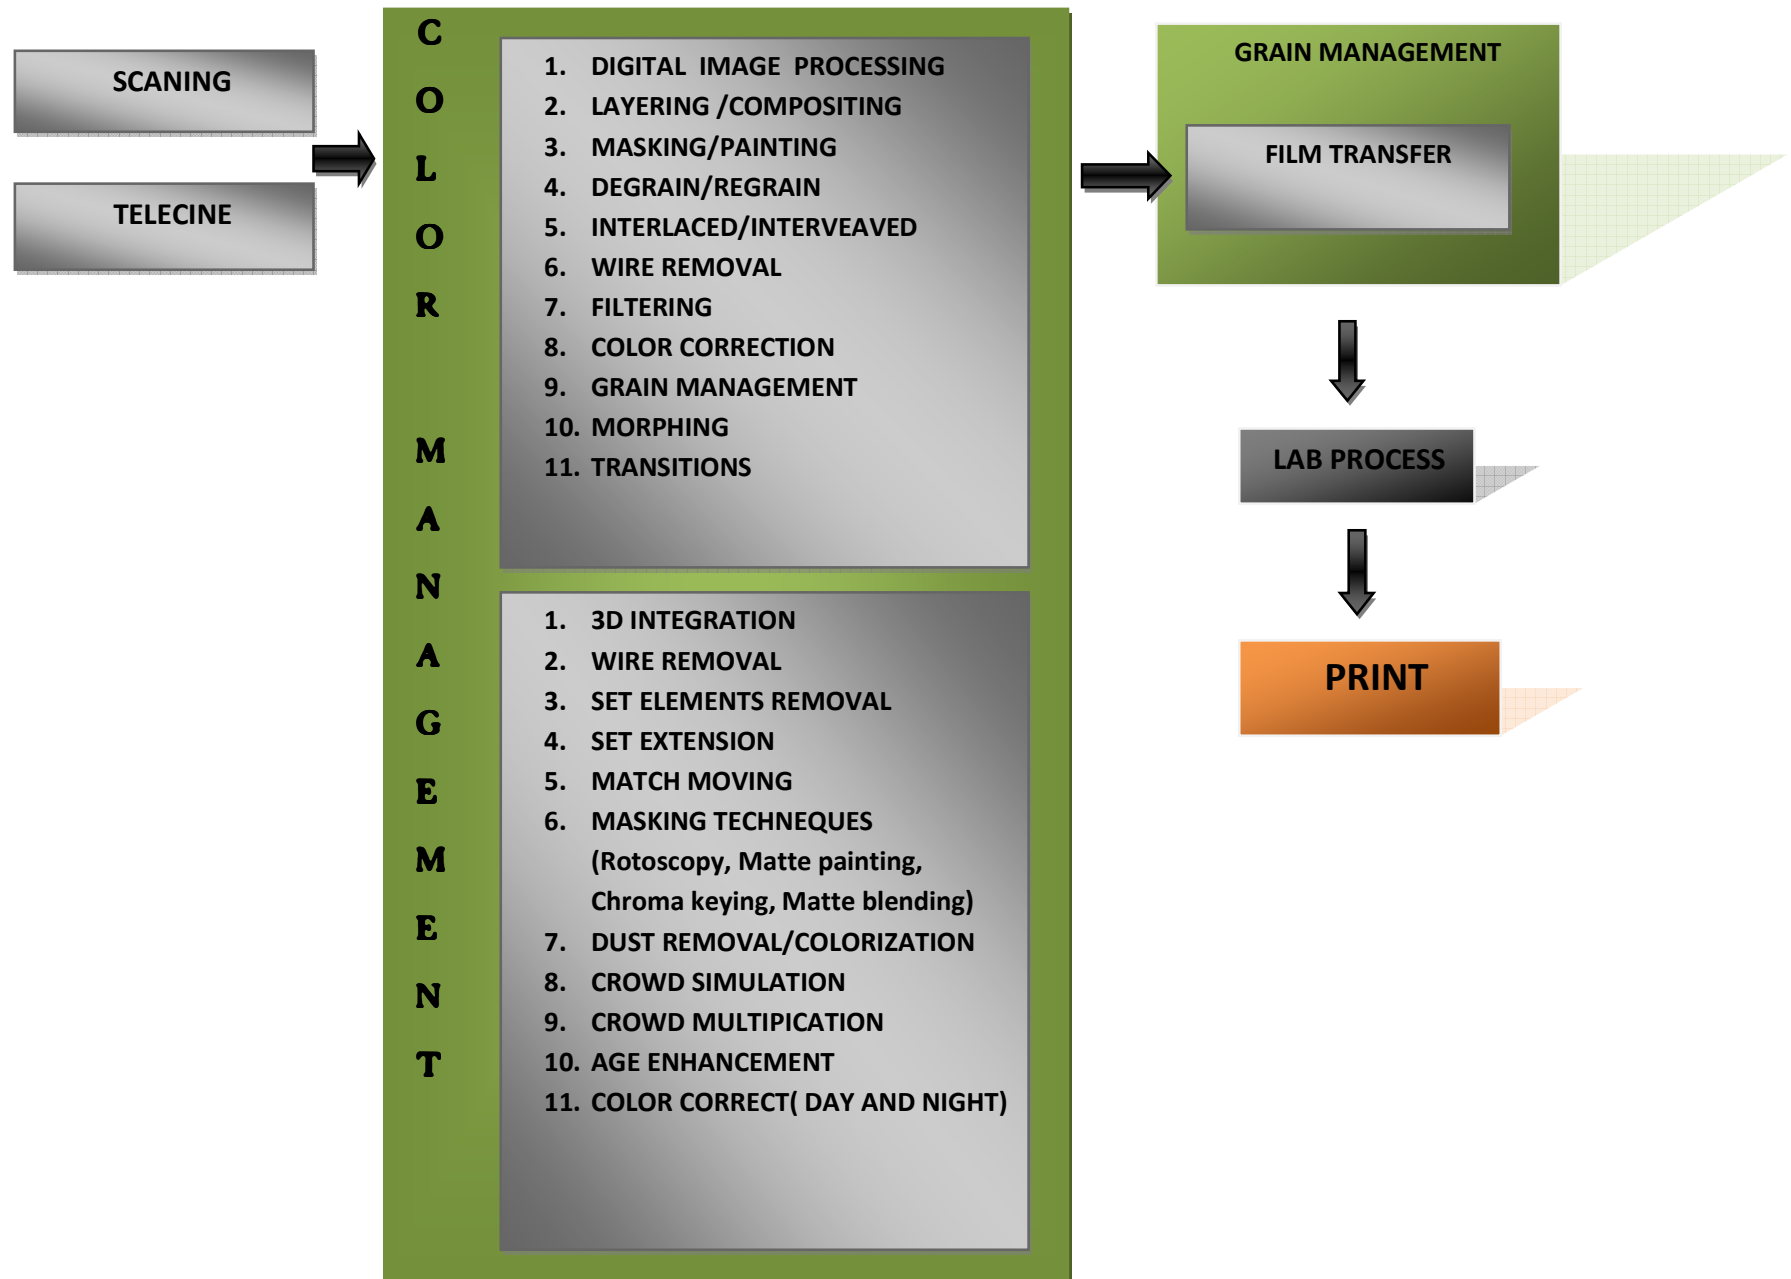 SCANING
TELECINE
COLOR MANAGEMENT
1. DIGITAL IMAGE PROCESSING
2. LAYERING /COMPOSITING
3. MASKING/PAINTING
4. DEGRAIN/REGRAIN
5. INTERLACED/INTERVEAVED
6. WIRE REMOVAL
7. FILTERING
8. COLOR CORRECTION
9. GRAIN MANAGEMENT
10. MORPHING
11. TRANSITIONS
1. 3D INTEGRATION
2. WIRE REMOVAL
3. SET ELEMENTS REMOVAL
4. SET EXTENSION
5. MATCH MOVING
6. MASKING TECHNEQUES
(Rotoscopy, Matte painting,
Chroma keying, Matte blending)
7. DUST REMOVAL/COLORIZATION
8. CROWD SIMULATION
9. CROWD MULTIPICATION
10. AGE ENHANCEMENT
11. COLOR CORRECT( DAY AND NIGHT)
GRAIN MANAGEMENT
FILM TRANSFER
LAB PROCESS
PRINT